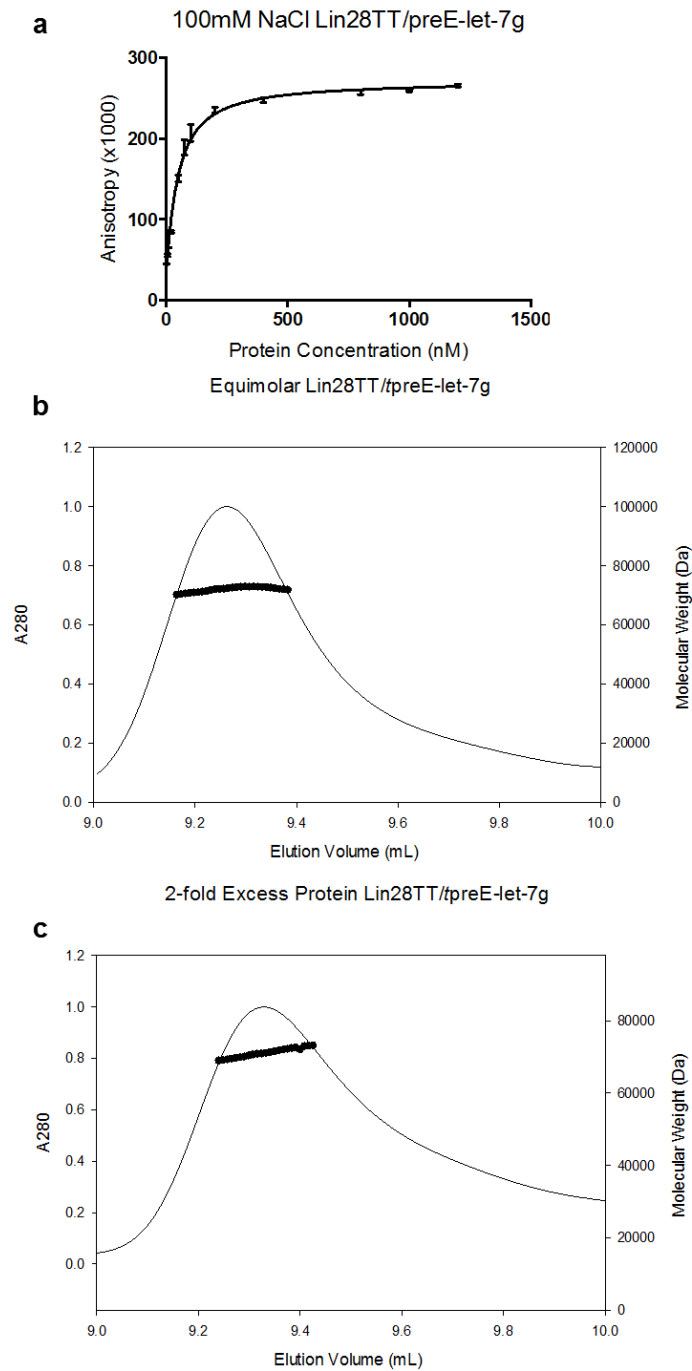 a
100mM NaCl Lin28TT/preE-let-7g
300
200
100
0
Anisotropy (x1000)
0 500 1000 1500
Protein Concentration (nM)
Equimolar Lin28TT/tpreE-let-7g
b
1.2
1.0
0.8
0.6
0.4
0.2
0.0
A280
120000
100000
80000
60000
40000
20000
0
Molecular Weight (Da)
9.0 9.2 9.4 9.6 9.8 10.0
Elution Volume (mL)
2-fold Excess Protein Lin28TT/tpreE-let-7g
c
1.2
1.0
0.8
0.6
0.4
0.2
0.0
A280
80000
60000
40000
20000
0
Molecular Weight (Da)
9.0 9.2 9.4 9.6 9.8 10.0
Elution Volume (mL)